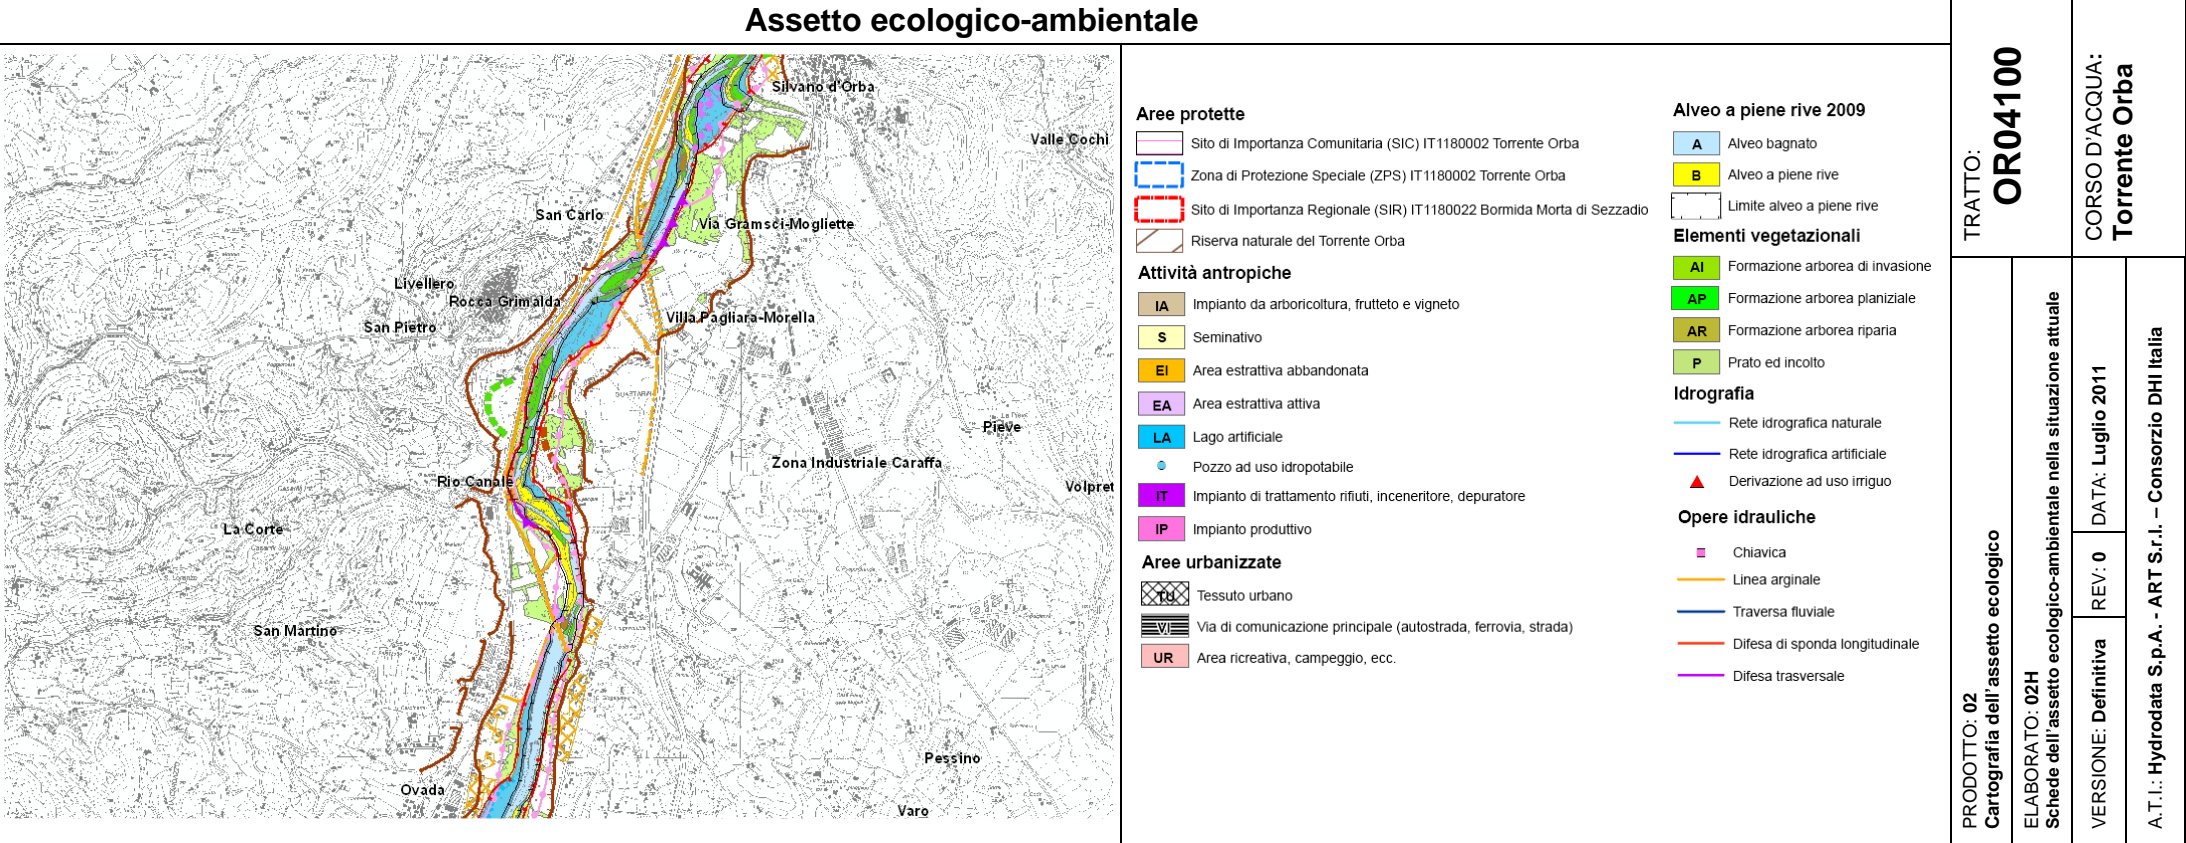 Assetto ecologico-ambientale
Silvano d'Orba
Valle Cochi
San Carlo
Via Gramsci-Mogliette
Livellero
Rocca Grimalda
San Pietro
Villa Pagliara-Morella
Pieve
Zona Industriale Caraffa
Rio Canale
Volpret
La Corte
San Martino
Pessino
Ovada
Varo
Aree protette
Sito di Importanza Comunitaria (SIC) IT1180002 Torrente Orba
Zona di Protezione Speciale (ZPS) IT1180002 Torrente Orba
Sito di Importanza Regionale (SIR) IT1180022 Bormida Morta di Sezzadio
Riserva naturale del Torrente Orba
Attività antropiche
IA Impianto da arboricoltura, frutteto e vigneto
S Seminativo
EI Area estrattiva abbandonata
EA Area estrattiva attiva
LA Lago artificiale
Pozzo ad uso idropotabile
IT Impianto di trattamento rifiuti, inceneritore, depuratore
IP Impianto produttivo
Aree urbanizzate
TU Tessuto urbano
VI Via di comunicazione principale (autostrada, ferrovia, strada)
UR Area ricreativa, campeggio, ecc.
Alveo a piene rive 2009
A Alveo bagnato
B Alveo a piene rive
Limite alveo a piene rive
Elementi vegetazionali
AI Formazione arborea di invasione
AP Formazione arborea planiziale
AR Formazione arborea riparia
P Prato ed incolto
Idrografia
Rete idrografica naturale
Rete idrografica artificiale
Derivazione ad uso irriguo
Opere idrauliche
Chiavica
Linea arginale
Traversa fluviale
Difesa di sponda longitudinale
Difesa trasversale
TRATTO:
OR04100
CORSO D'ACQUA:
Torrente Orba
PRODOTTO: 02
Cartografia dell'assetto ecologico
ELABORATO: 02H
Schede dell'assetto ecologico-ambientale nella situazione attuale
VERSIONE: Definitiva
REV: 0
DATA: Luglio 2011
A.T.I.: Hydrodata S.p.A. - ART S.r.l. – Consorzio DHI Italia